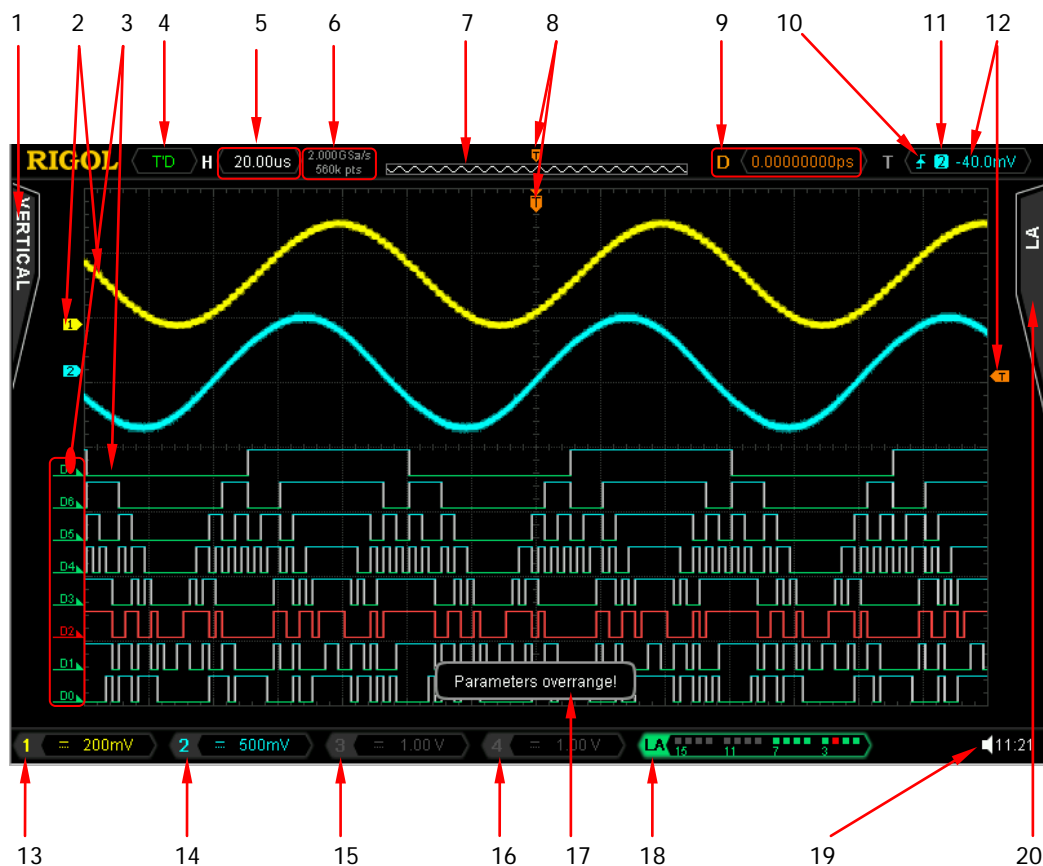 1 2 3 4 5 6 7 8 9 10 11 12
RIGOL T'D H 20.00us 2.000GSa/s D 0.00000000ps T 2 -40.0mV
560k pts
T
T
VERTICAL
LA
1
2
T
D6
D5
D4
D3
D2
D1
D0
Parameters overrange!
1 200mV 2 500mV 3 1.00 V 4 1.00 V LA 15 11 7 3 11:21
13 14 15 16 17 18 19 20